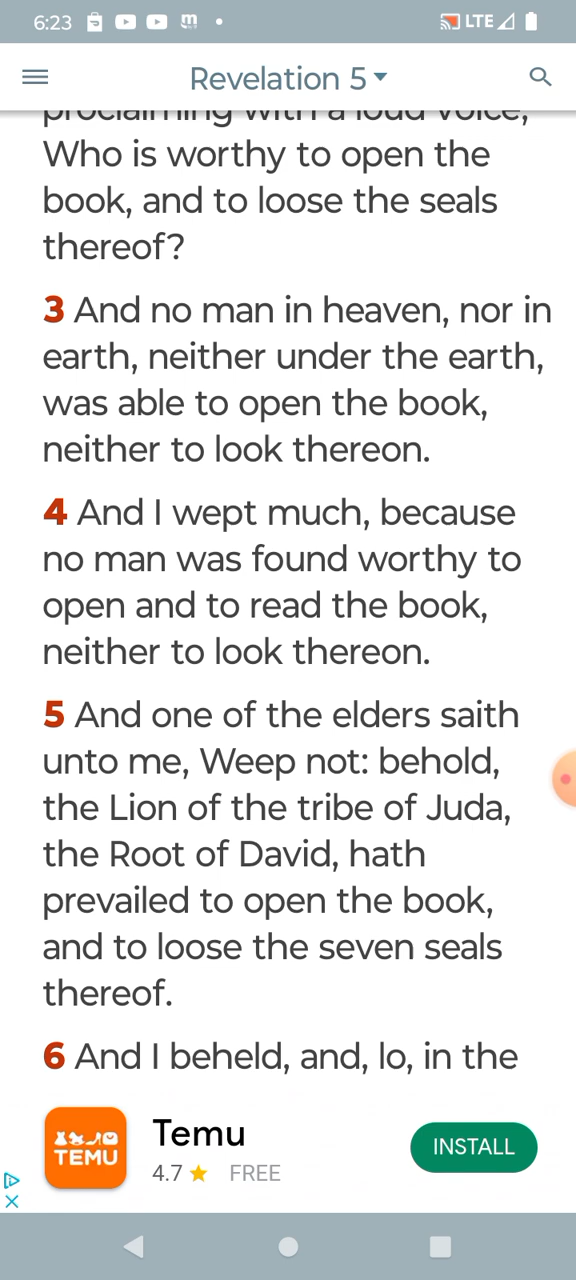 6:23
LTE
Revelation 5
proclaiming with a loud voice,
Who is worthy to open the
book, and to loose the seals
thereof?
3 And no man in heaven, nor in
earth, neither under the earth,
was able to open the book,
neither to look thereon.
4 And I wept much, because
no man was found worthy to
open and to read the book,
neither to look thereon.
5 And one of the elders saith
unto me, Weep not: behold,
the Lion of the tribe of Juda,
the Root of David, hath
prevailed to open the book,
and to loose the seven seals
thereof.
6 And I beheld, and, lo, in the
TEMU
Temu
4.7 ★ FREE
INSTALL